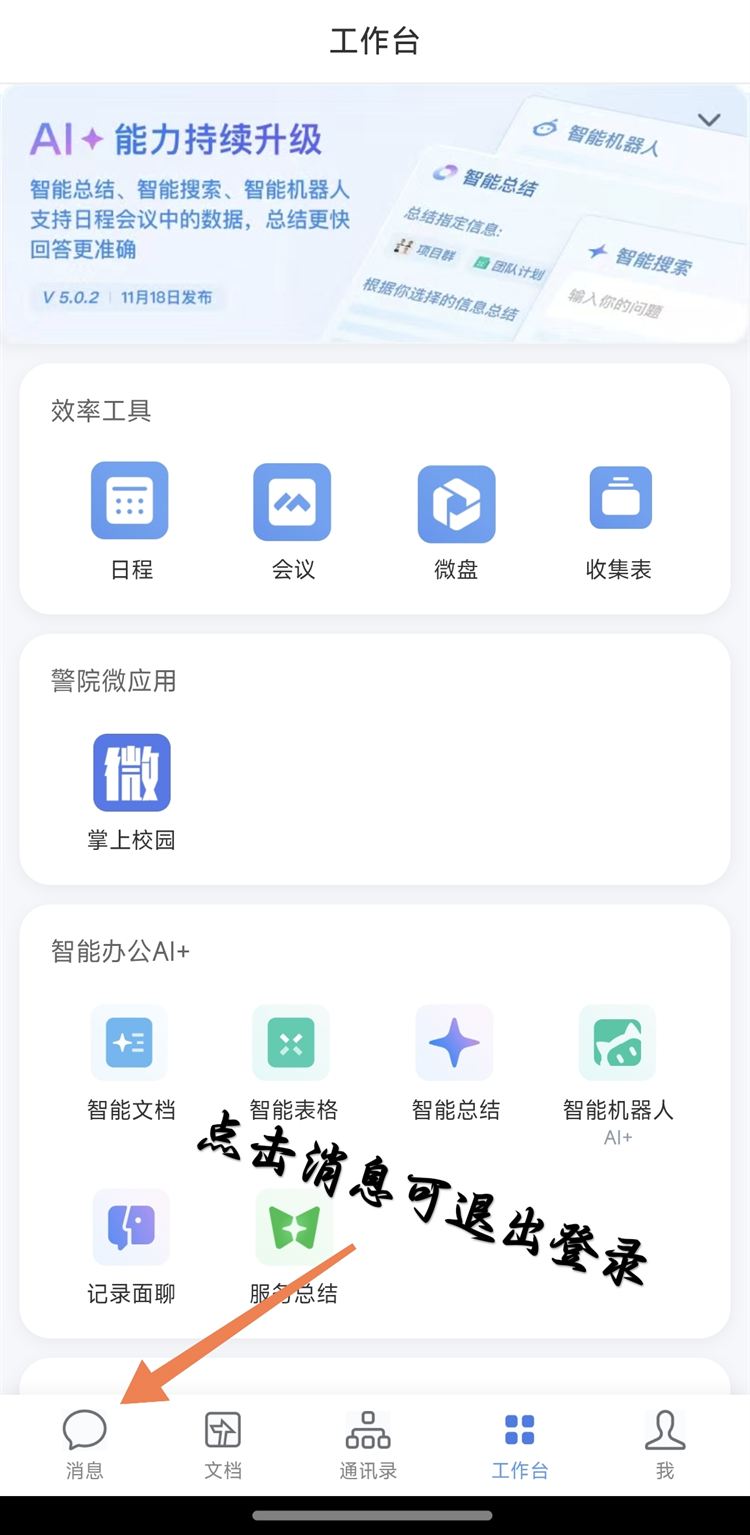 工作台
AI 能力持续升级
智能总结、智能搜索、智能机器人
支持日程会议中的数据，总结更快
回答更准确
V 5.0.2 | 11月18日发布
智能机器人
智能总结
总结指定信息:
项目群 团队计划
根据你选择的信息总结
智能搜索
输入你的问题
效率工具
日程 会议 微盘 收集表
警院微应用
微
掌上校园
智能办公AI+
智能文档 智能表格 智能总结 智能机器人
AI+
点击消息可退出登录
记录面聊 服务总结
消息 文档 通讯录 工作台 我